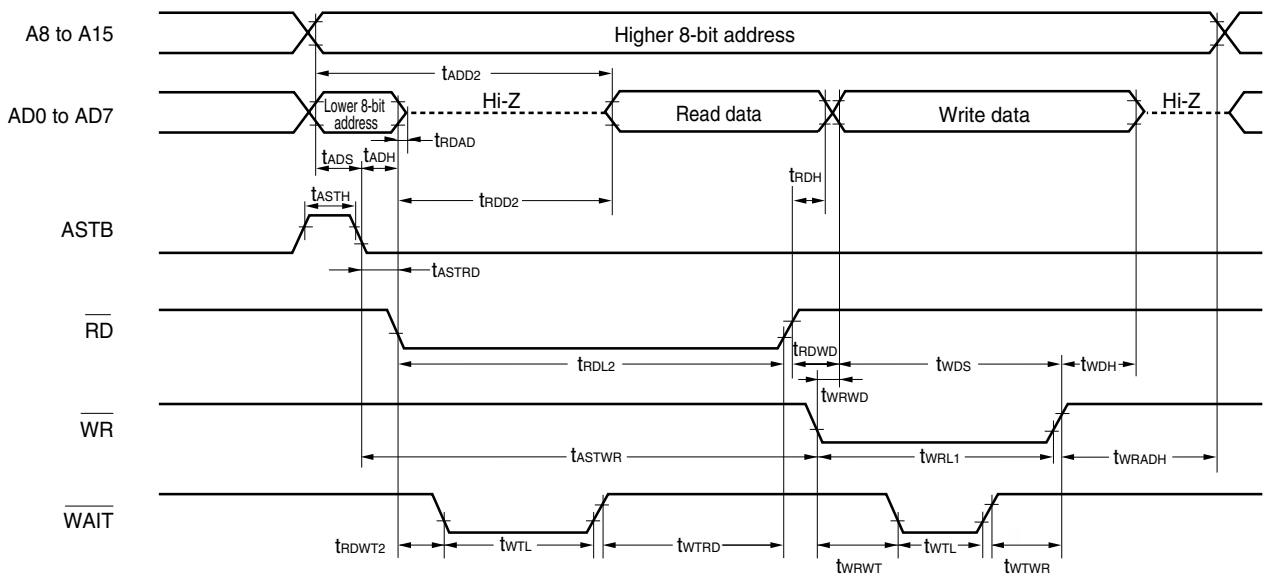 A8 to A15
Higher 8-bit address
tADD2
AD0 to AD7
Lower 8-bit
address
Hi-Z
Read data
Write data
Hi-Z
tRDAD
tADS
tADH
tRDH
tASTH
tRDD2
ASTB
tASTRD
RD
tRDL2
tRDWD
tWDS
tWDH
tWRWD
WR
tASTWR
tWRL1
tWRADH
WAIT
tRDWT2
tWTL
tWTRD
tWRWT
tWTL
tWTWR